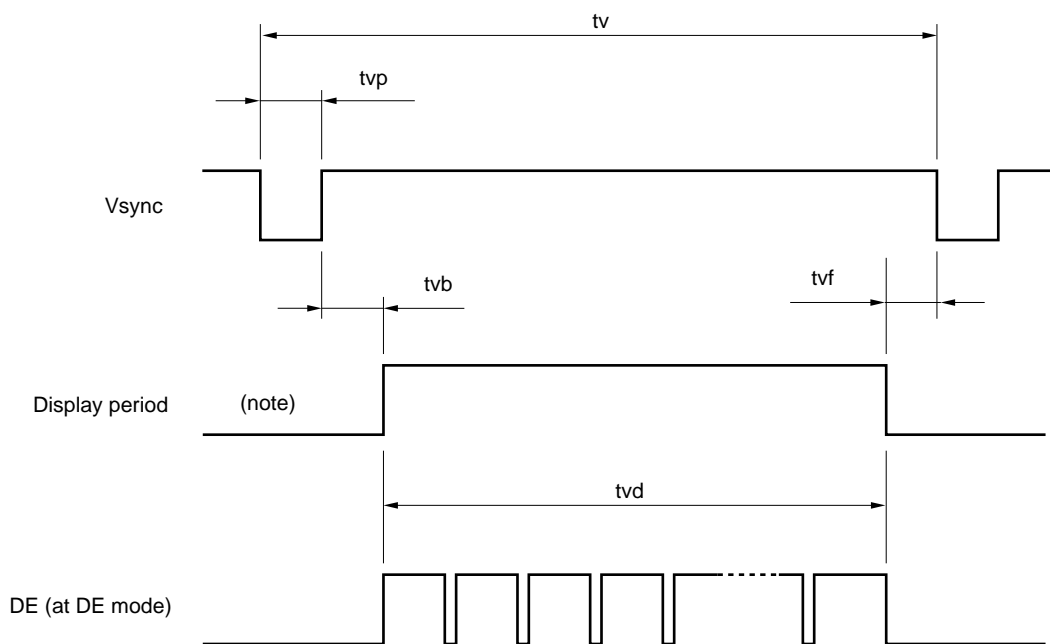 tv
tvp
Vsync
tvb
tvf
Display period
(note)
tvd
DE (at DE mode)